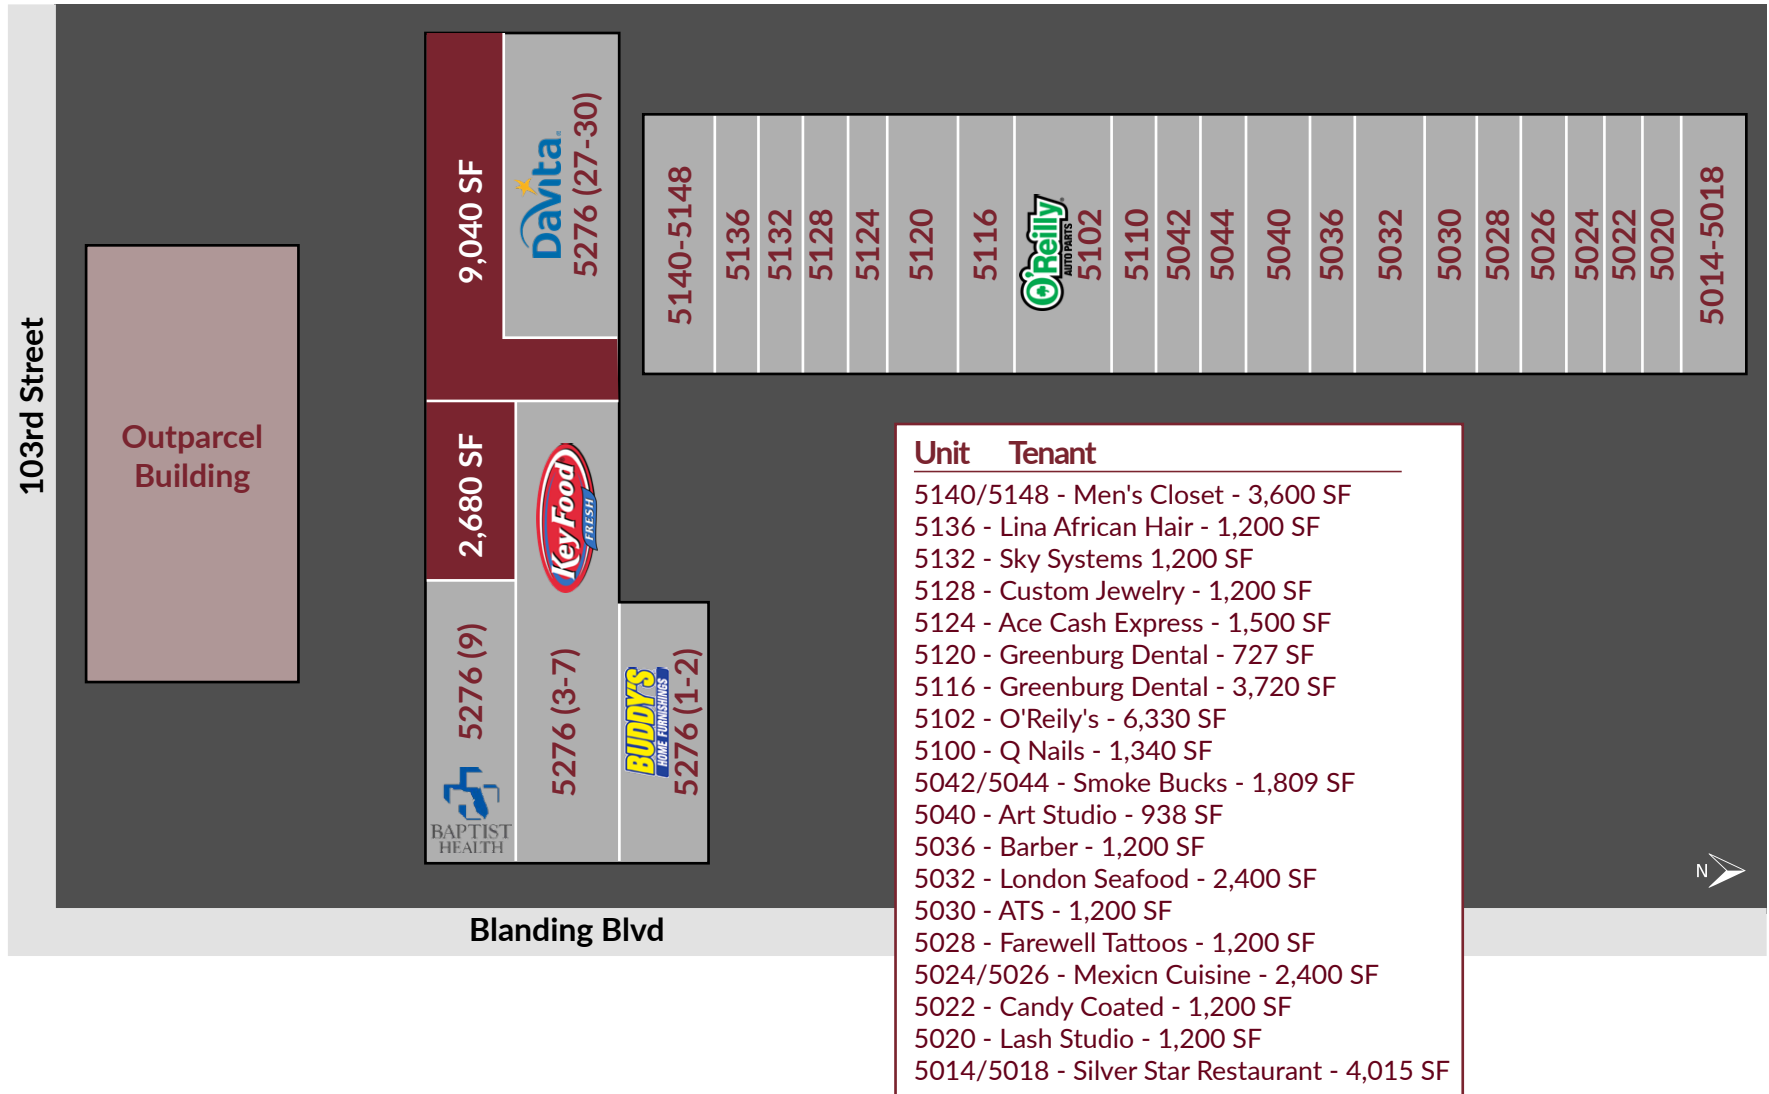 103rd Street
Outparcel
Building
9,040 SF
DaVita.
5276 (27-30)
2,680 SF
KeyFood
FRESH
5276 (9)
BAPTIST
HEALTH
5276 (3-7)
BUDDY'S
HOME FURNISHINGS
5276 (1-2)
5140-5148
5136
5132
5128
5124
5120
5116
O'Reilly
AUTO PARTS
5102
5110
5042
5044
5040
5036
5032
5030
5028
5026
5024
5022
5020
5014-5018
Unit Tenant
5140/5148 - Men's Closet - 3,600 SF
5136 - Lina African Hair - 1,200 SF
5132 - Sky Systems 1,200 SF
5128 - Custom Jewelry - 1,200 SF
5124 - Ace Cash Express - 1,500 SF
5120 - Greenburg Dental - 727 SF
5116 - Greenburg Dental - 3,720 SF
5102 - O'Reily's - 6,330 SF
5100 - Q Nails - 1,340 SF
5042/5044 - Smoke Bucks - 1,809 SF
5040 - Art Studio - 938 SF
5036 - Barber - 1,200 SF
5032 - London Seafood - 2,400 SF
5030 - ATS - 1,200 SF
5028 - Farewell Tattoos - 1,200 SF
5024/5026 - Mexicn Cuisine - 2,400 SF
5022 - Candy Coated - 1,200 SF
5020 - Lash Studio - 1,200 SF
5014/5018 - Silver Star Restaurant - 4,015 SF
N
Blanding Blvd